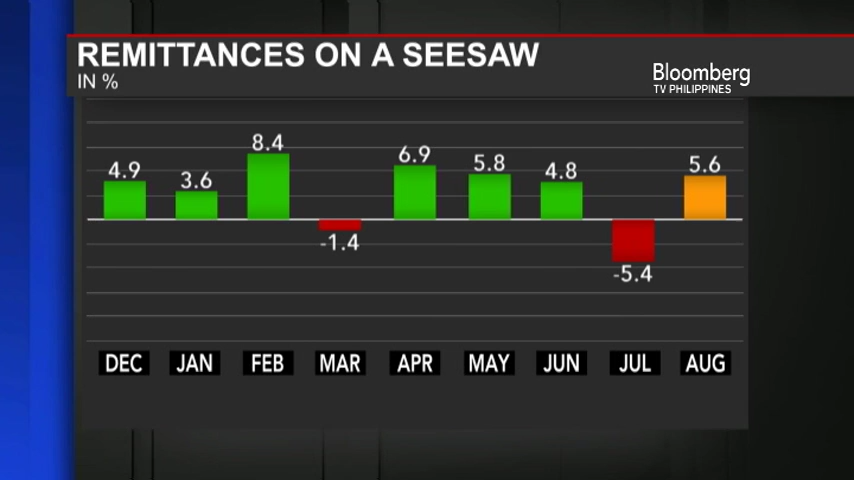 REMITTANCES ON A SEESAW
IN %
Bloomberg
TV PHILIPPINES
4.9 3.6 8.4 -1.4 6.9 5.8 4.8 -5.4 5.6
DEC JAN FEB MAR APR MAY JUN JUL AUG